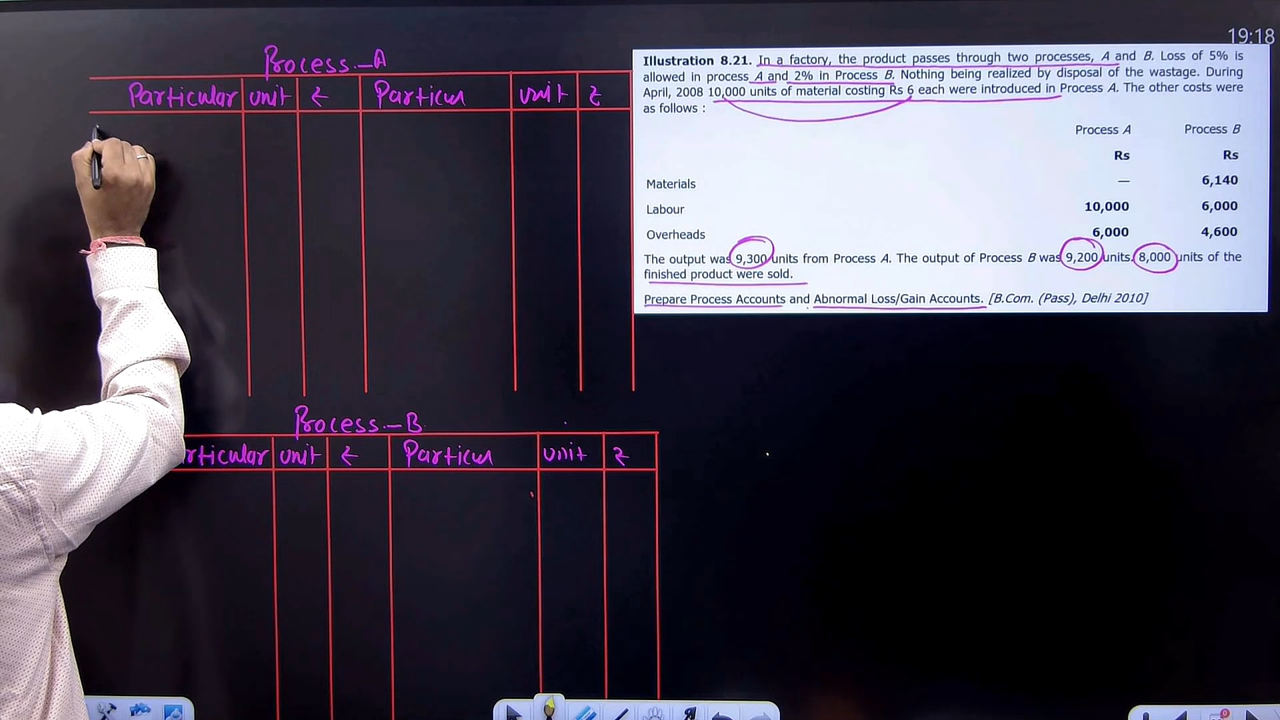 19:18
Process-A
Particular unit ₹ Particur unit ₹
Illustration 8.21. In a factory, the product passes through two processes, A and B. Loss of 5% is
allowed in process A and 2% in Process B. Nothing being realized by disposal of the wastage. During
April, 2008 10,000 units of material costing Rs 6 each were introduced in Process A. The other costs were
as follows :
Process A Process B
Rs Rs
Materials — 6,140
Labour 10,000 6,000
Overheads 6,000 4,600
The output was 9,300 units from Process A. The output of Process B was 9,200 units. 8,000 units of the
finished product were sold.
Prepare Process Accounts and Abnormal Loss/Gain Accounts. [B.Com. (Pass), Delhi 2010]
Process-B
rticular unit ₹ Particur unit ₹